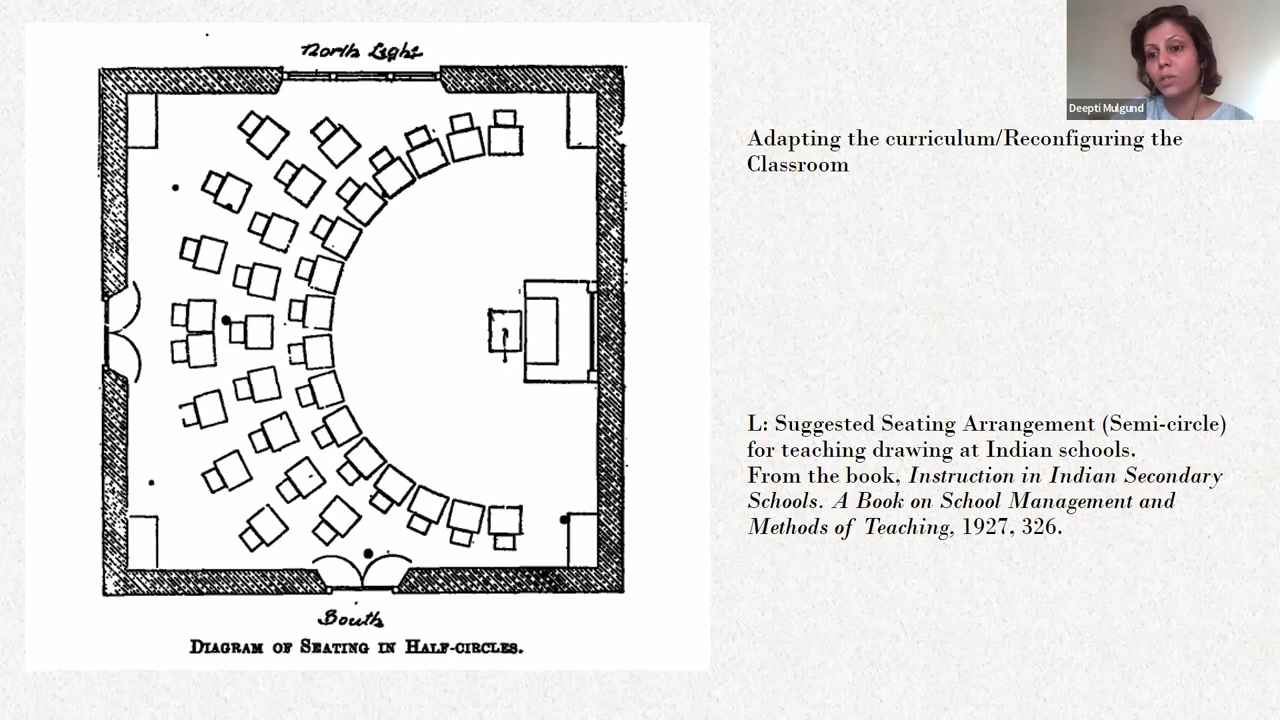 North Light
South
DIAGRAM OF SEATING IN HALF-CIRCLES.
Deepti Mulgund
Adapting the curriculum/Reconfiguring the
Classroom
L: Suggested Seating Arrangement (Semi-circle)
for teaching drawing at Indian schools.
From the book, Instruction in Indian Secondary
Schools. A Book on School Management and
Methods of Teaching, 1927, 326.